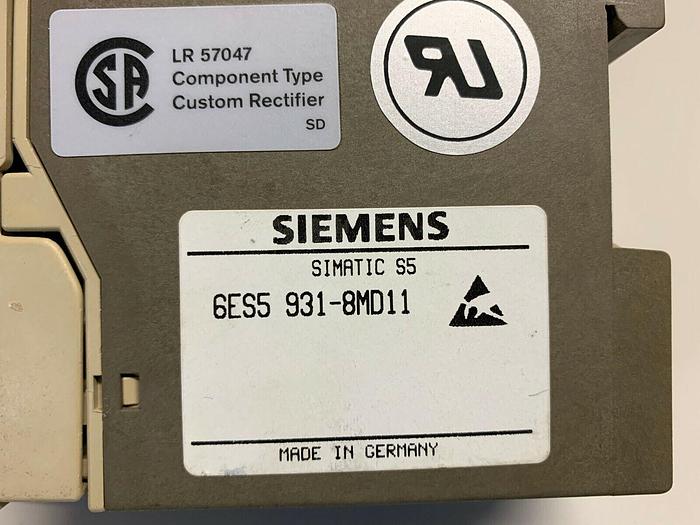 LR 57047
Component Type
Custom Rectifier
SD
SIEMENS
SIMATIC S5
6ES5 931-8MD11
MADE IN GERMANY